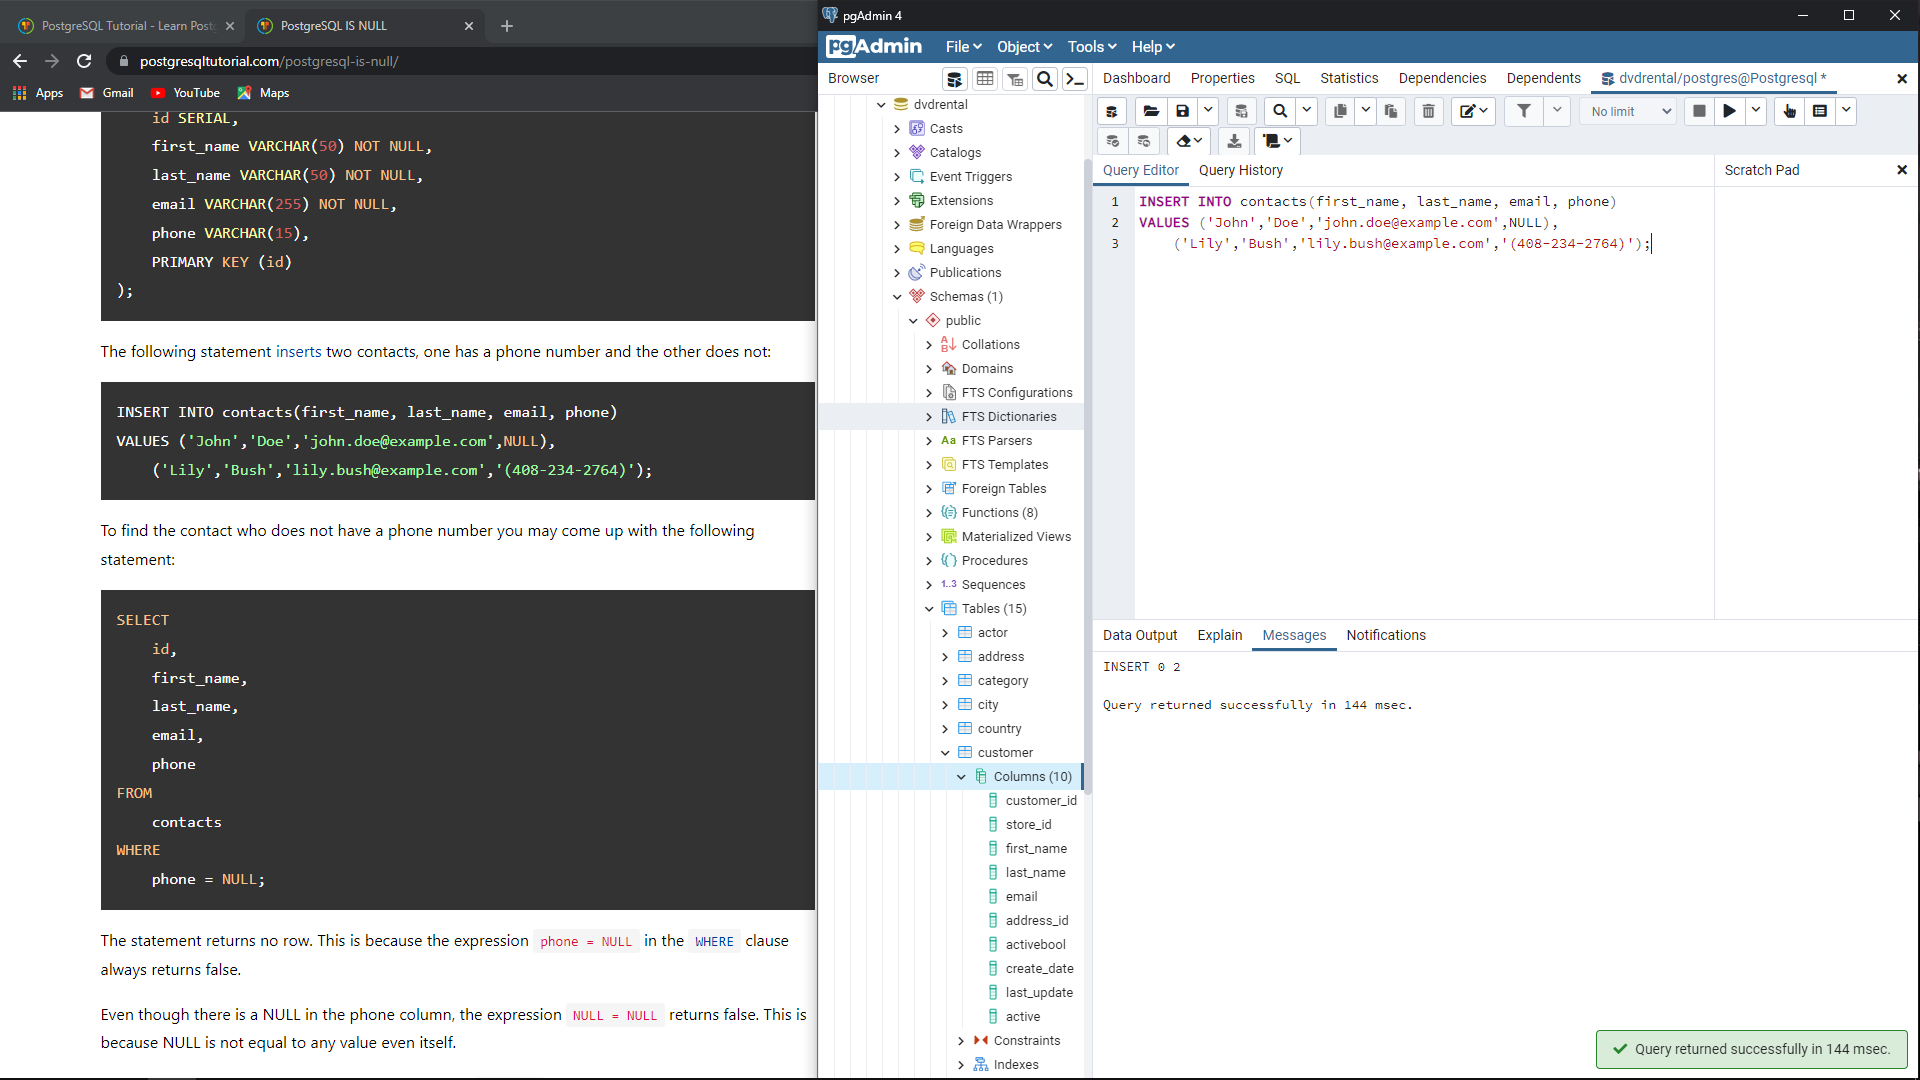 PostgreSQL Tutorial - Learn Post
PostgreSQL IS NULL
postgresqltutorial.com/postgresql-is-null/
Apps Gmail YouTube Maps
id SERIAL,
first_name VARCHAR(50) NOT NULL,
last_name VARCHAR(50) NOT NULL,
email VARCHAR(255) NOT NULL,
phone VARCHAR(15),
PRIMARY KEY (id)
);
The following statement inserts two contacts, one has a phone number and the other does not:
INSERT INTO contacts(first_name, last_name, email, phone)
VALUES ('John','Doe','john.doe@example.com',NULL),
('Lily','Bush','lily.bush@example.com','(408-234-2764)');
To find the contact who does not have a phone number you may come up with the following
statement:
SELECT
id,
first_name,
last_name,
email,
phone
FROM
contacts
WHERE
phone = NULL;
The statement returns no row. This is because the expression phone = NULL in the WHERE clause
always returns false.
Even though there is a NULL in the phone column, the expression NULL = NULL returns false. This is
because NULL is not equal to any value even itself.
pgAdmin 4
pgAdmin File Object Tools Help
Browser
dvdrental
Casts
Catalogs
Event Triggers
Extensions
Foreign Data Wrappers
Languages
Publications
Schemas (1)
public
Collations
Domains
FTS Configurations
FTS Dictionaries
Aa FTS Parsers
FTS Templates
Foreign Tables
Functions (8)
Materialized Views
Procedures
1..3 Sequences
Tables (15)
actor
address
category
city
country
customer
Columns (10)
customer_id
store_id
first_name
last_name
email
address_id
activebool
create_date
last_update
active
Constraints
Indexes
Dashboard Properties SQL Statistics Dependencies Dependents dvdrental/postgres@Postgresql *
No limit
Query Editor Query History
Scratch Pad
1 INSERT INTO contacts(first_name, last_name, email, phone)
2 VALUES ('John','Doe','john.doe@example.com',NULL),
3 ('Lily','Bush','lily.bush@example.com','(408-234-2764)');
Data Output Explain Messages Notifications
INSERT 0 2
Query returned successfully in 144 msec.
Query returned successfully in 144 msec.